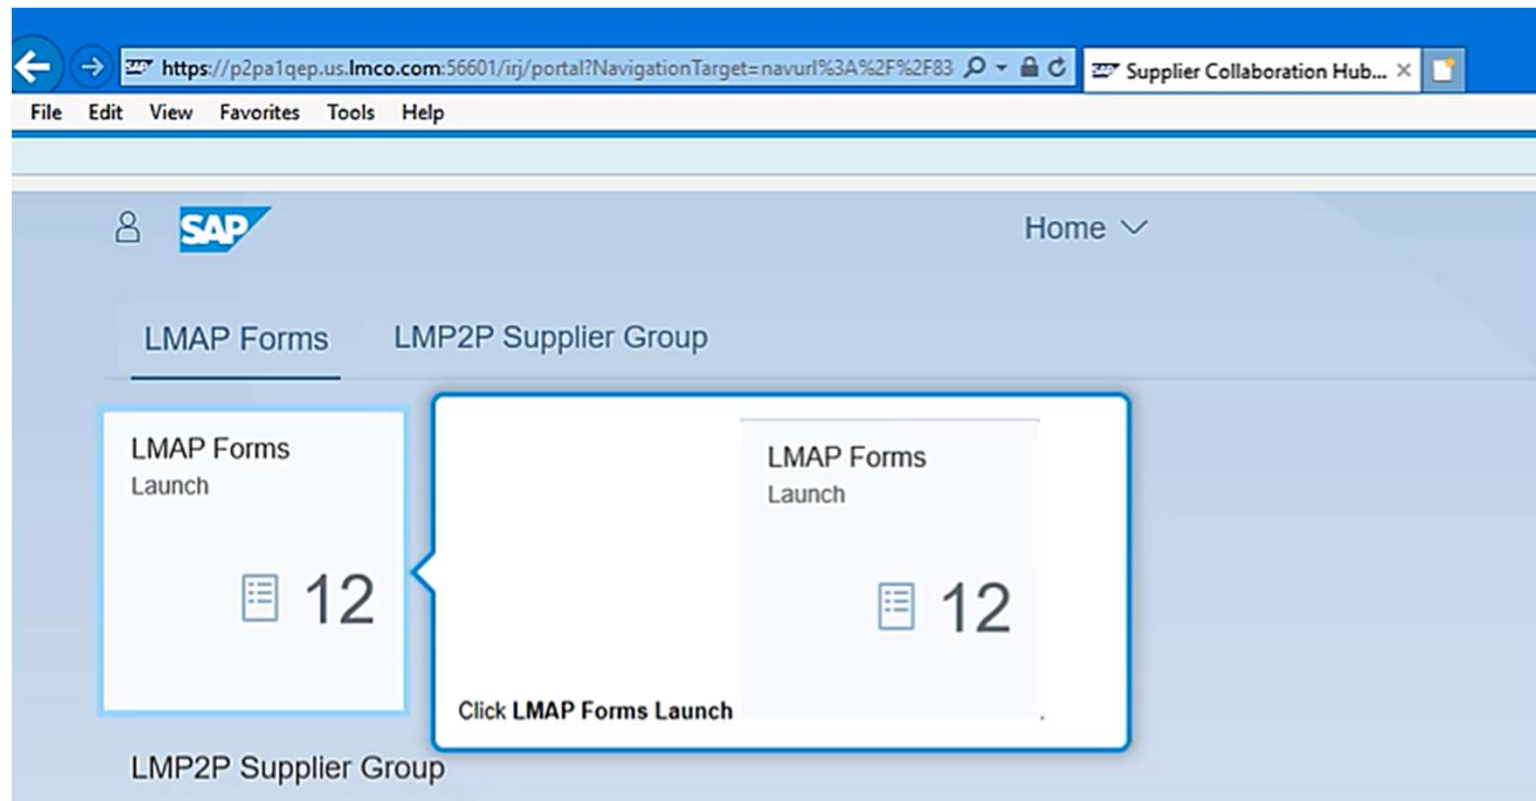 https://p2pa1qep.us.lmco.com:56601/irj/portal?NavigationTarget=navurl%3A%2F%2F83
Supplier Collaboration Hub...
File Edit View Favorites Tools Help
SAP
Home
LMAP Forms LMP2P Supplier Group
LMAP Forms
Launch
12
LMAP Forms
Launch
12
Click LMAP Forms Launch .
LMP2P Supplier Group